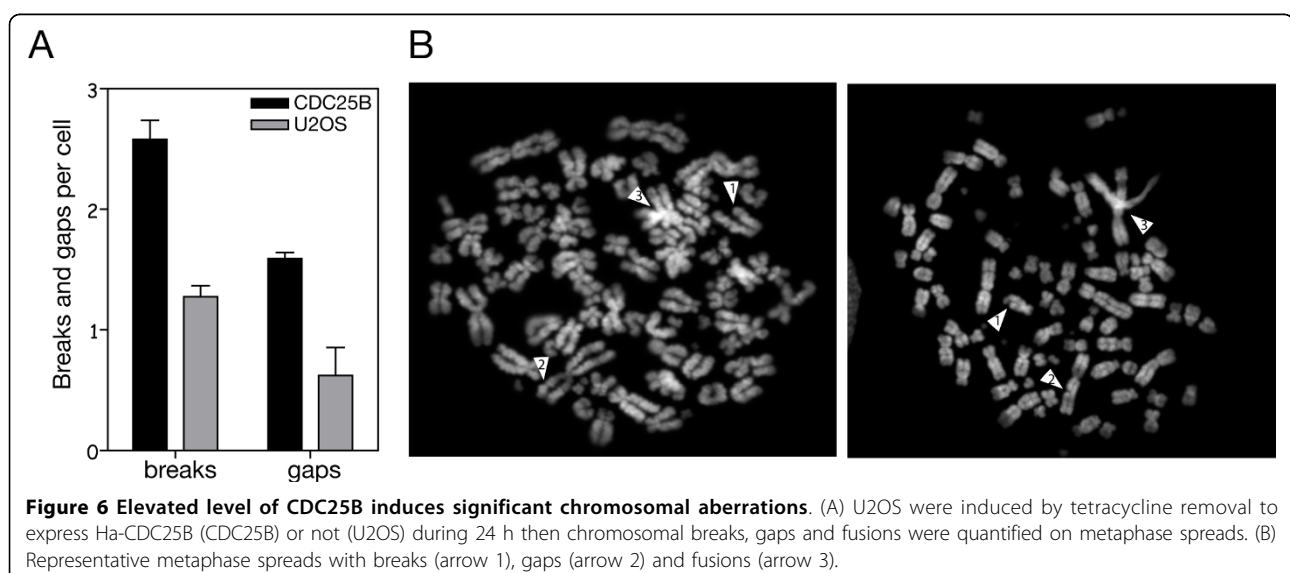 A
B
3
2
1
0
Breaks and gaps per cell
CDC25B
U2OS
breaks
gaps
3
1
2
3
1
2
Figure 6 Elevated level of CDC25B induces significant chromosomal aberrations. (A) U2OS were induced by tetracycline removal to
express Ha-CDC25B (CDC25B) or not (U2OS) during 24 h then chromosomal breaks, gaps and fusions were quantified on metaphase spreads. (B)
Representative metaphase spreads with breaks (arrow 1), gaps (arrow 2) and fusions (arrow 3).